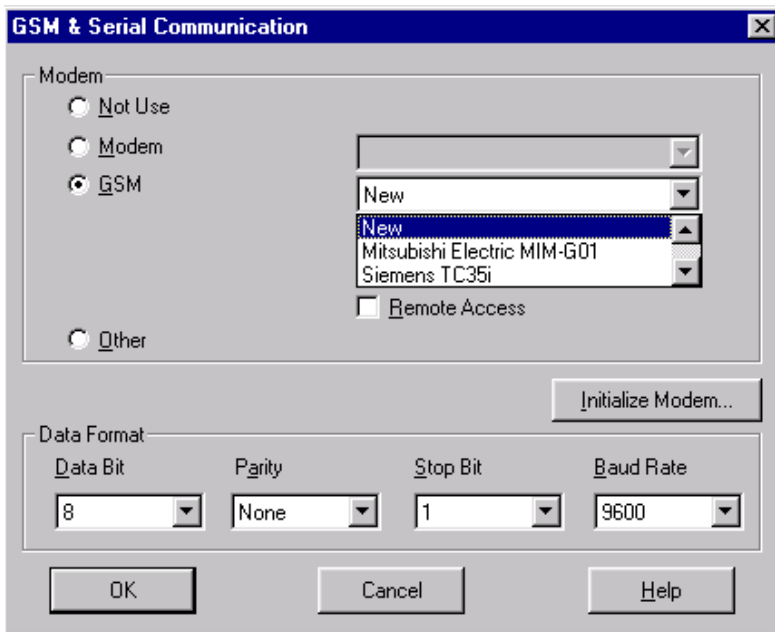 GSM & Serial Communication
Modem
Not Use
Modem
GSM
New
New
Mitsubishi Electric MIM-G01
Siemens TC35i
Remote Access
Other
Initialize Modem...
Data Format
Data Bit Parity Stop Bit Baud Rate
8 None 1 9600
OK Cancel Help